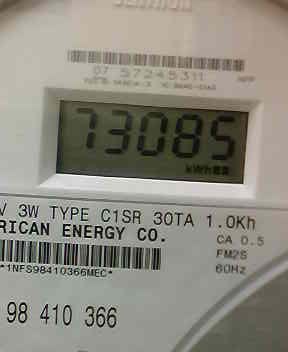 07 57245311
73085
kWh
V 3W TYPE C1SR 30TA 1.0Kh
RICAN ENERGY CO.
CA 0.5
*1NFS98410366MEC*
FM2S
60Hz
98 410 366